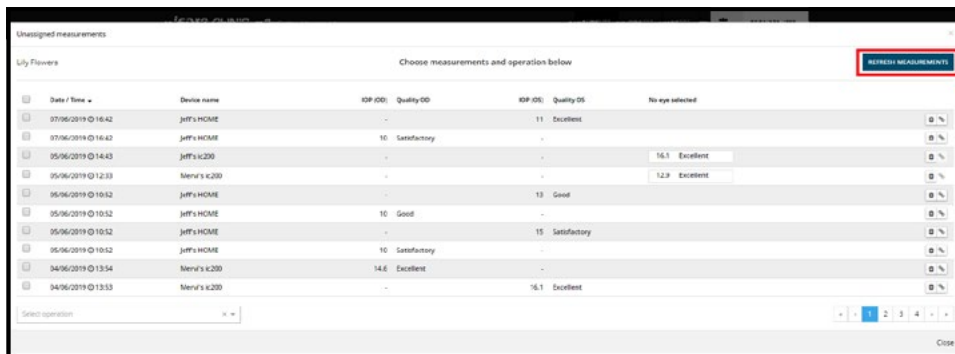 Unassigned measurements ×
Lily Flowers Choose measurements and operation below REFRESH MEASUREMENTS
Date / Time Device name IOP (OD) Quality OD IOP (OS) Quality OS No eye selected
07/06/2019 16:42 Jeff's HOME - 11 Excellent
07/06/2019 16:42 Jeff's HOME 10 Satisfactory -
05/06/2019 14:43 Jeff's ic200 - - 16.1 Excellent
05/06/2019 12:33 Mervi's ic200 - - 12.9 Excellent
05/06/2019 10:52 Jeff's HOME - 13 Good
05/06/2019 10:52 Jeff's HOME 10 Good -
05/06/2019 10:52 Jeff's HOME - 15 Satisfactory
05/06/2019 10:52 Jeff's HOME 10 Satisfactory -
04/06/2019 13:54 Mervi's ic200 14.6 Excellent -
04/06/2019 13:53 Mervi's ic200 - 16.1 Excellent
Select operation × « ‹ 1 2 3 4 › »
Close